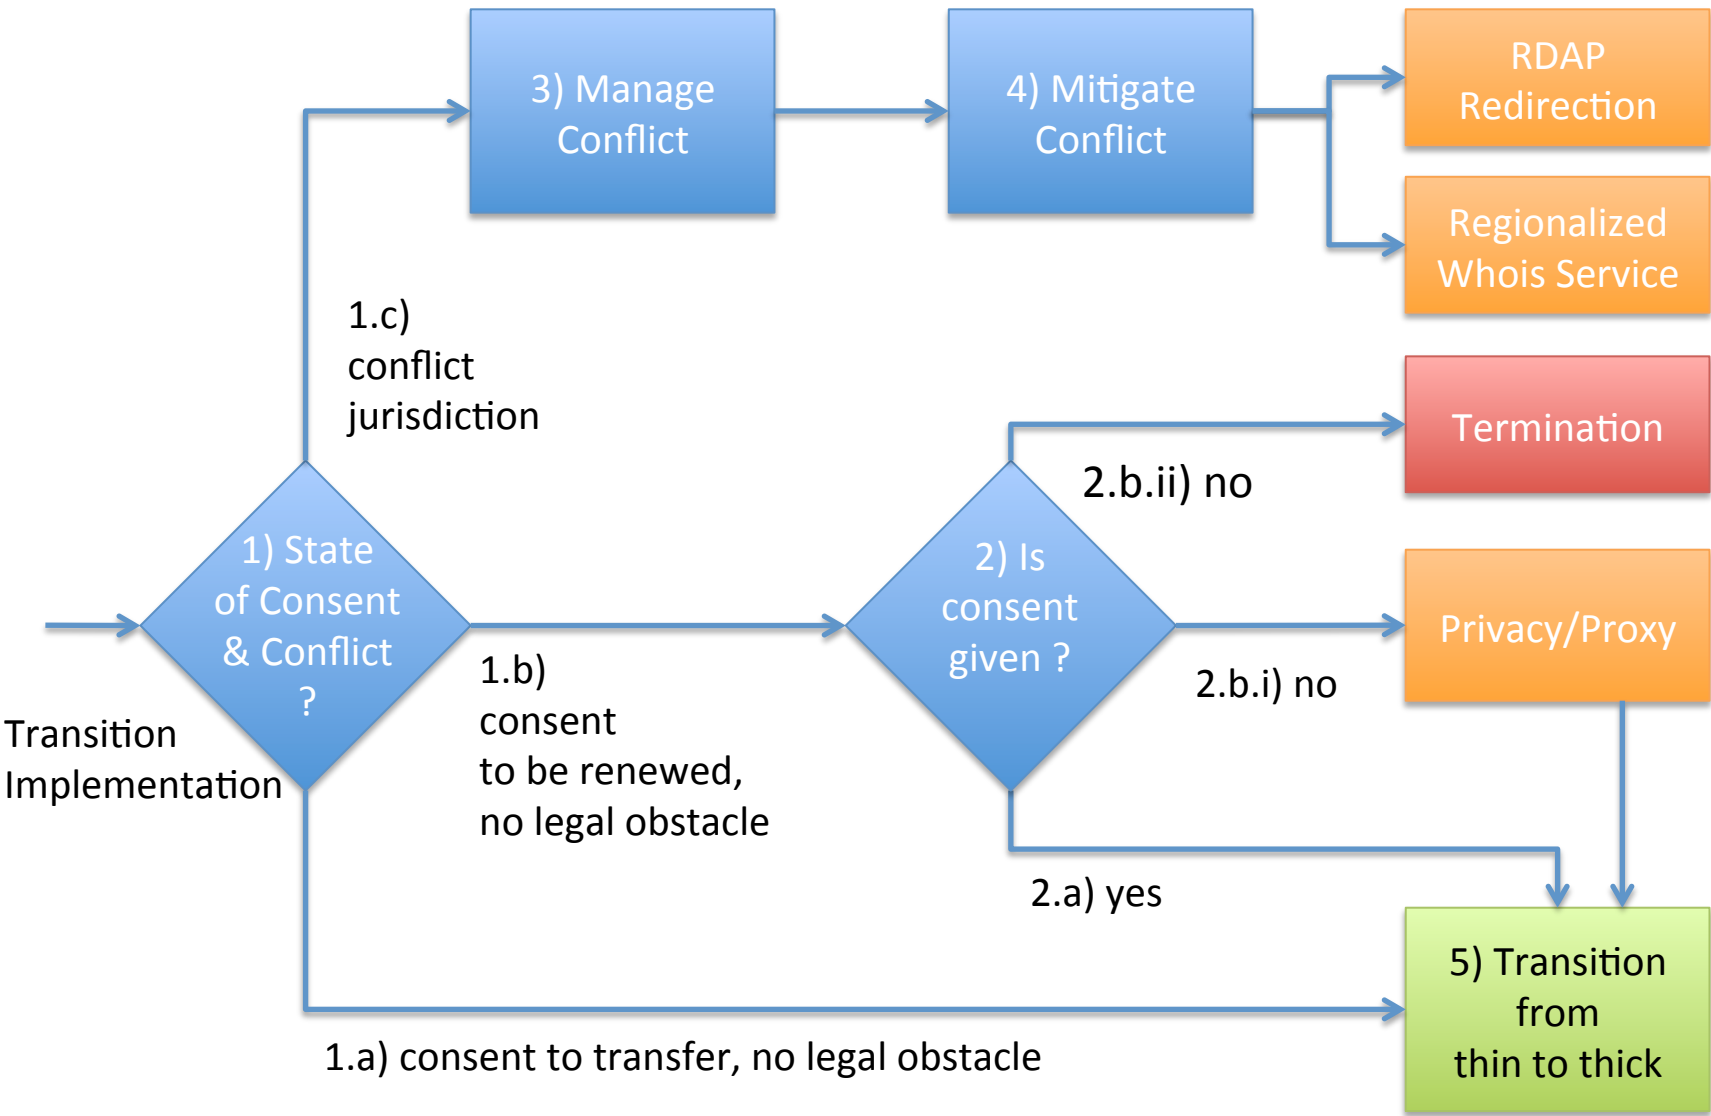 3) Manage
Conflict
4) Mitigate
Conflict
RDAP
Redirection
Regionalized
Whois Service
1.c)
conflict
jurisdiction
Termination
2.b.ii) no
1) State
of Consent
& Conflict
?
2) Is
consent
given ?
Privacy/Proxy
1.b)
consent
to be renewed,
no legal obstacle
2.b.i) no
Transition
Implementation
2.a) yes
5) Transition
from
thin to thick
1.a) consent to transfer, no legal obstacle